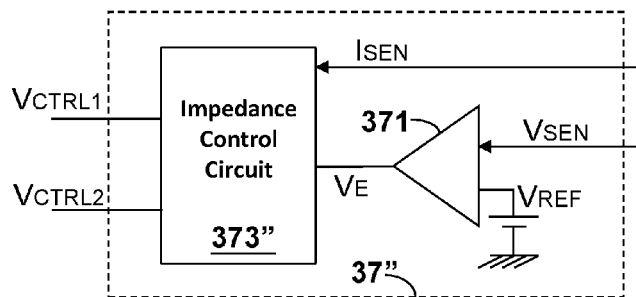 ISEN
VCTRL1
Impedance
Control
Circuit
371
VSEN
VE
VREF
VCTRL2
373”
37”